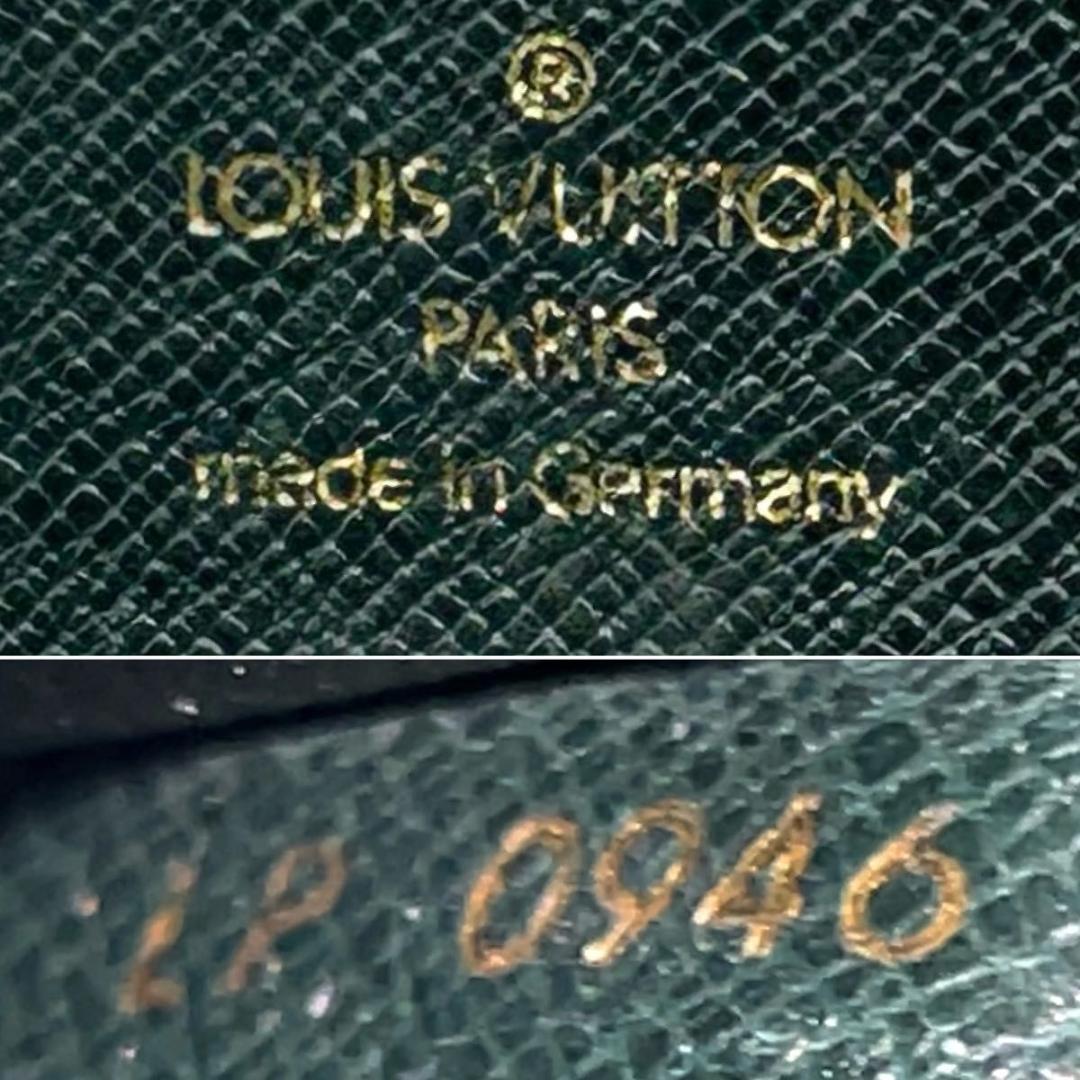 ®
LOUIS VUITTON
PARIS
made in Germany
LP 0946